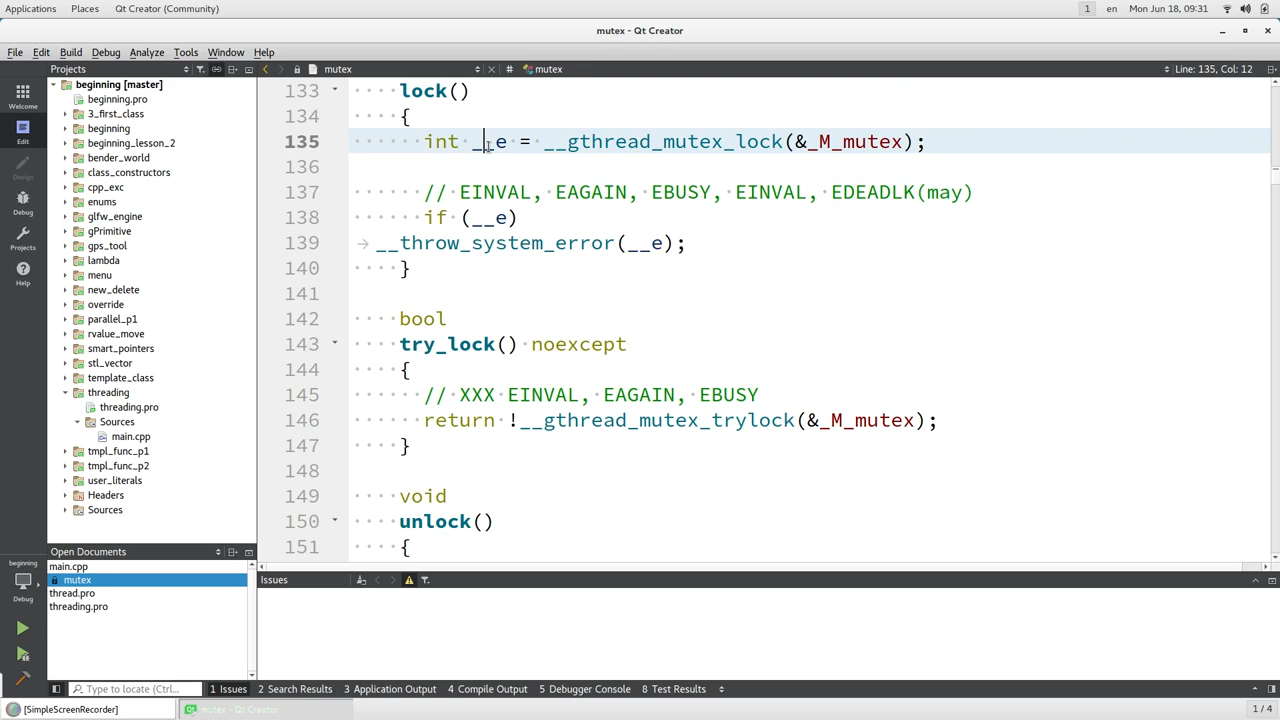 Applications Places Qt Creator (Community) 1 en Mon Jun 18, 09:31
mutex - Qt Creator
File Edit Build Debug Analyze Tools Window Help
Projects mutex # mutex Line: 135, Col: 12
Welcome
Edit
Design
Debug
Projects
Help
beginning
Debug
beginning [master]
beginning.pro
3_first_class
beginning
beginning_lesson_2
bender_world
class_constructors
cpp_exc
enums
glfw_engine
gPrimitive
gps_tool
lambda
menu
new_delete
override
parallel_p1
rvalue_move
smart_pointers
stl_vector
template_class
threading
threading.pro
Sources
main.cpp
tmpl_func_p1
tmpl_func_p2
user_literals
Headers
Sources
Open Documents
main.cpp
mutex
thread.pro
threading.pro
133 lock()
134 {
135 int __e = __gthread_mutex_lock(&_M_mutex);
136
137 // EINVAL, EAGAIN, EBUSY, EINVAL, EDEADLK(may)
138 if (__e)
139 __throw_system_error(__e);
140 }
141
142 bool
143 try_lock() noexcept
144 {
145 // XXX EINVAL, EAGAIN, EBUSY
146 return !__gthread_mutex_trylock(&_M_mutex);
147 }
148
149 void
150 unlock()
151 {
Issues
Type to locate (Ctrl... 1 Issues 2 Search Results 3 Application Output 4 Compile Output 5 Debugger Console 8 Test Results
[SimpleScreenRecorder] mutex - Qt Creator 1 / 4